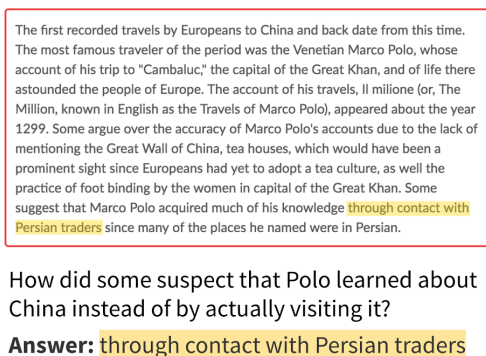 The first recorded travels by Europeans to China and back date from this time.
The most famous traveler of the period was the Venetian Marco Polo, whose
account of his trip to "Cambaluc," the capital of the Great Khan, and of life there
astounded the people of Europe. The account of his travels, Il milione (or, The
Million, known in English as the Travels of Marco Polo), appeared about the year
1299. Some argue over the accuracy of Marco Polo's accounts due to the lack of
mentioning the Great Wall of China, tea houses, which would have been a
prominent sight since Europeans had yet to adopt a tea culture, as well the
practice of foot binding by the women in capital of the Great Khan. Some
suggest that Marco Polo acquired much of his knowledge through contact with
Persian traders since many of the places he named were in Persian.
How did some suspect that Polo learned about
China instead of by actually visiting it?
Answer: through contact with Persian traders